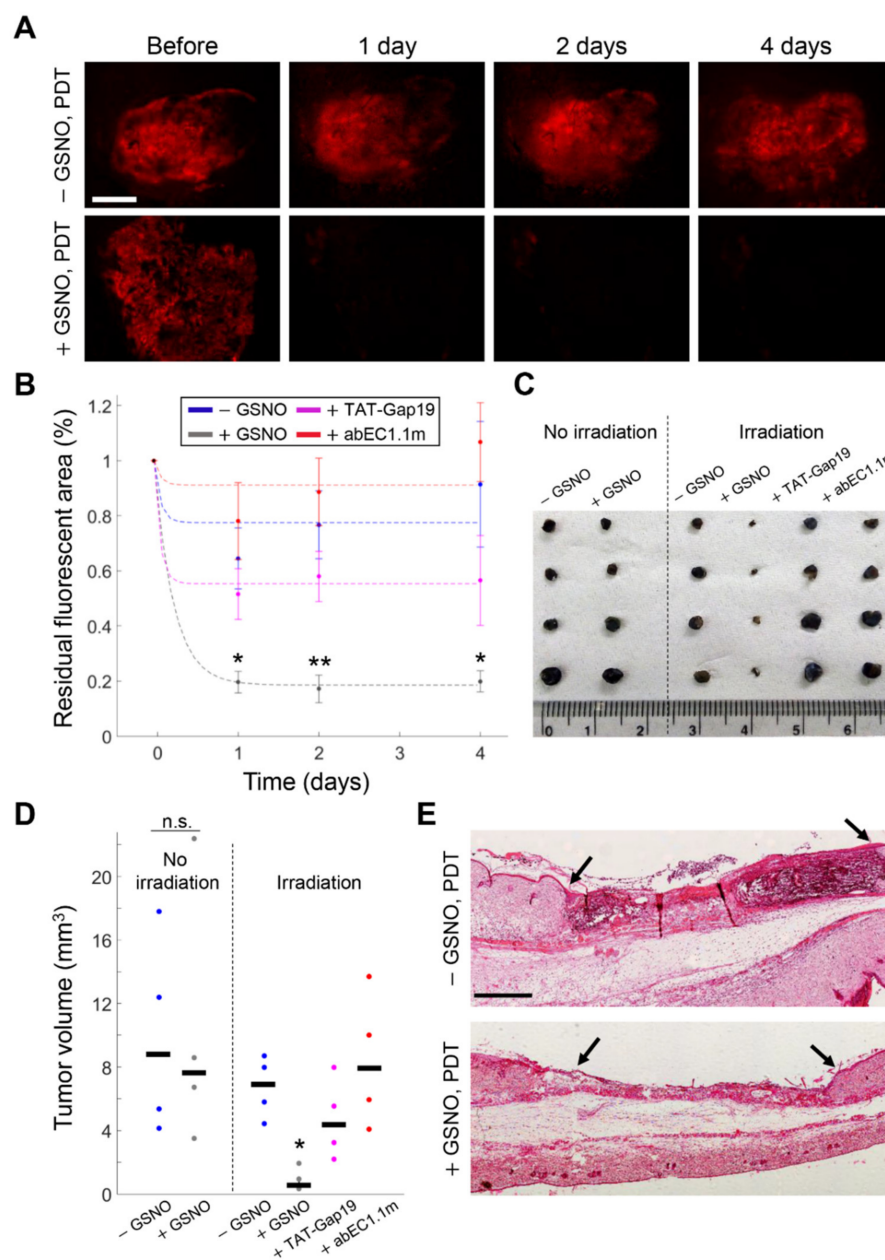 A
Before
1 day
2 days
4 days
− GSNO, PDT
+ GSNO, PDT
B
− GSNO
+ TAT-Gap19
+ GSNO
+ abEC1.1m
Residual fluorescent area (%)
1.2
1
0.8
0.6
0.4
0.2
0
* ** *
0 1 2 3 4
Time (days)
C
No irradiation
Irradiation
− GSNO
+ GSNO
− GSNO
+ GSNO
+ TAT-Gap19
+ abEC1.1m
0 1 2 3 4 5 6
D
n.s.
No
irradiation
Irradiation
Tumor volume (mm³)
20
16
12
8
4
0
*
− GSNO
+ GSNO
− GSNO
+ GSNO
+ TAT-Gap19
+ abEC1.1m
E
− GSNO, PDT
+ GSNO, PDT